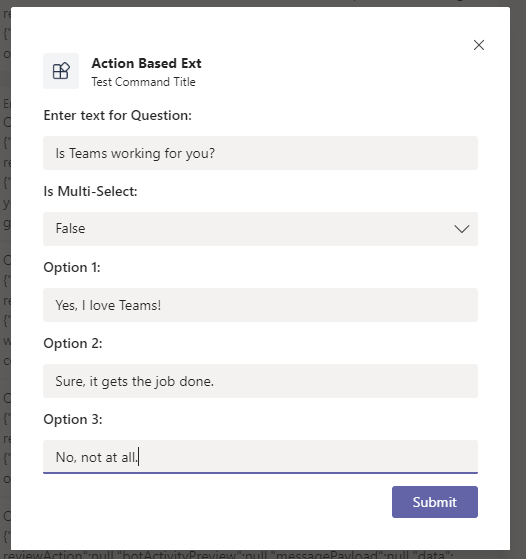 Action Based Ext
Test Command Title
Enter text for Question:
Is Teams working for you?
Is Multi-Select:
False
Option 1:
Yes, I love Teams!
Option 2:
Sure, it gets the job done.
Option 3:
No, not at all.
Submit
reviewAction":null,"botActivityPreview":null,"messagePayload":null,"data":